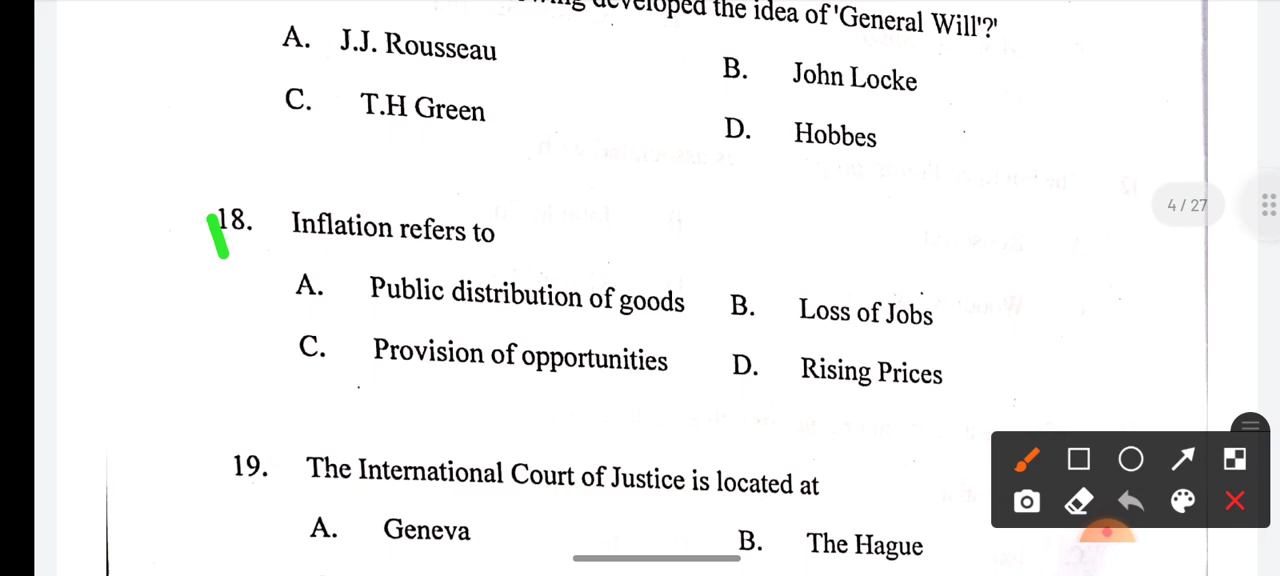 developed the idea of 'General Will'?'
A. J.J. Rousseau
B. John Locke
C. T.H Green
D. Hobbes
18. Inflation refers to
A. Public distribution of goods B. Loss of Jobs
C. Provision of opportunities D. Rising Prices
4 / 27
19. The International Court of Justice is located at
A. Geneva
B. The Hague